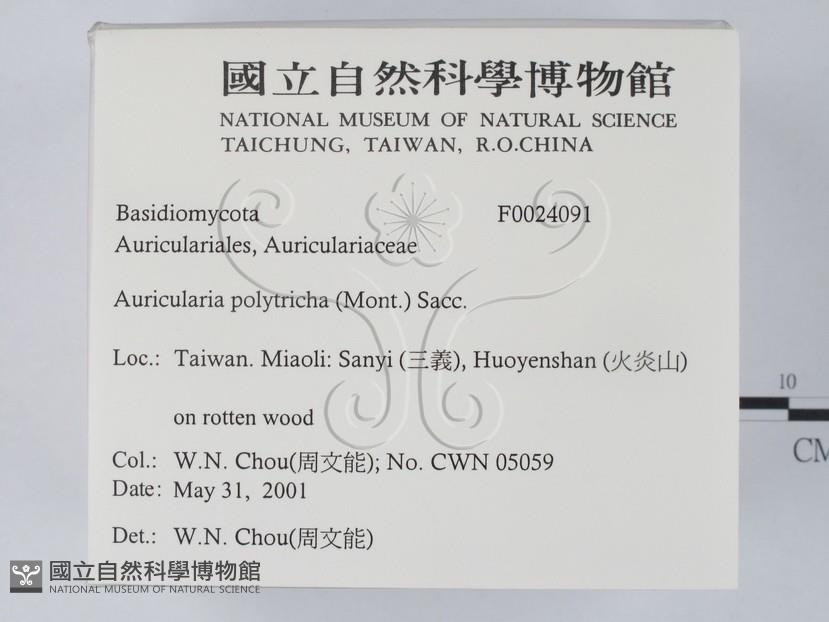 國立自然科學博物館
NATIONAL MUSEUM OF NATURAL SCIENCE
TAICHUNG, TAIWAN, R.O.CHINA
Basidiomycota F0024091
Auriculariales, Auriculariaceae
Auricularia polytricha (Mont.) Sacc.
Loc.: Taiwan. Miaoli: Sanyi (三義), Huoyenshan (火炎山)
on rotten wood
Col.: W.N. Chou(周文能); No. CWN 05059
Date: May 31, 2001
Det.: W.N. Chou(周文能)
10
CM
國立自然科學博物館
NATIONAL MUSEUM OF NATURAL SCIENCE